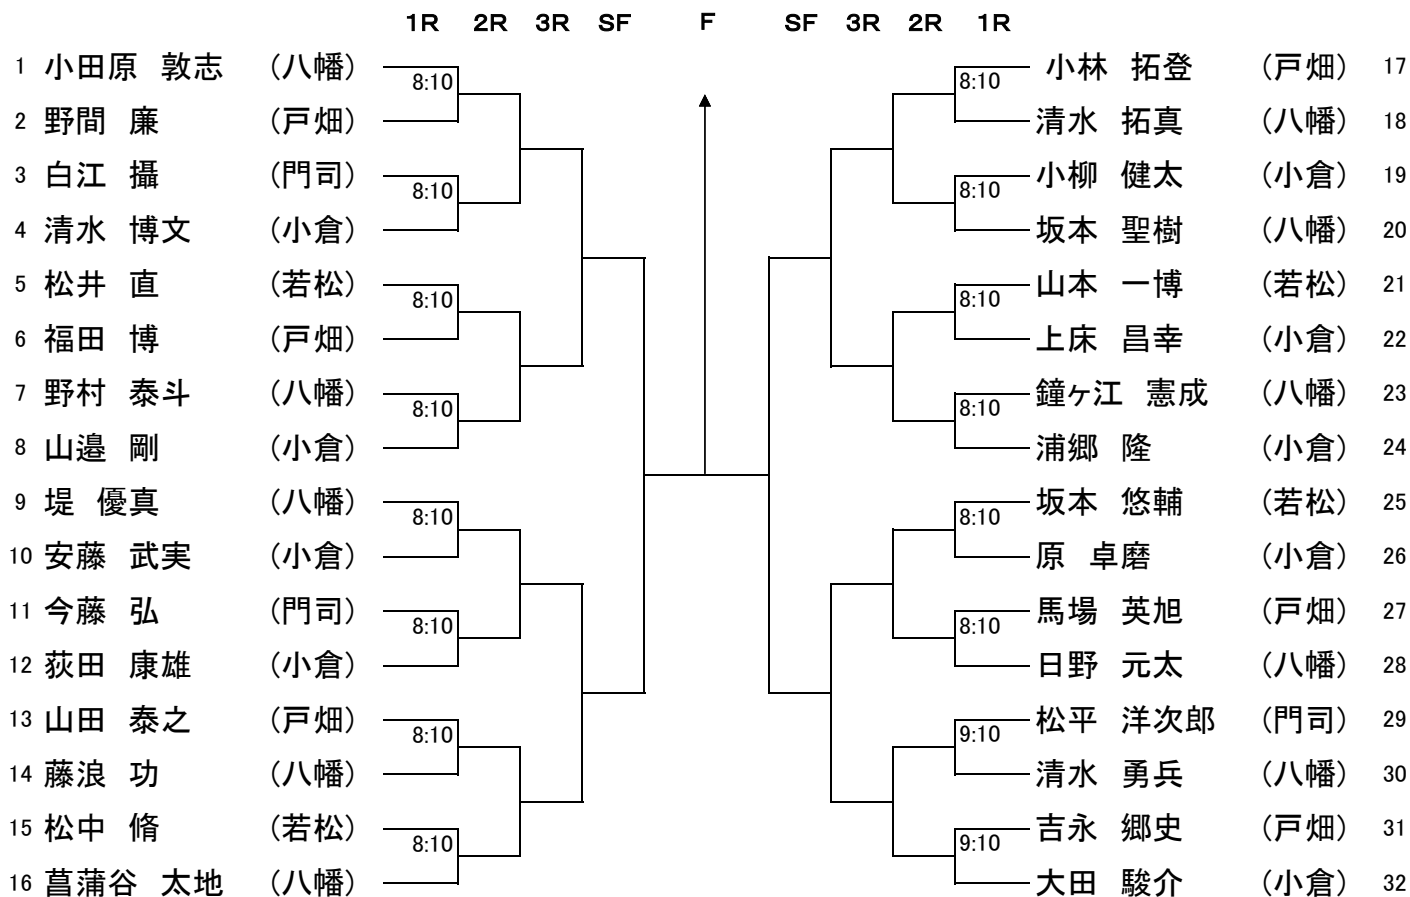 1R 2R 3R SF F SF 3R 2R 1R
1 小田原 敦志 (八幡) 小林 拓登 (戸畑) 17
8:10 8:10
2 野間 廉 (戸畑) 清水 拓真 (八幡) 18
3 白江 攝 (門司) 小柳 健太 (小倉) 19
8:10 8:10
4 清水 博文 (小倉) 坂本 聖樹 (八幡) 20
5 松井 直 (若松) 山本 一博 (若松) 21
8:10 8:10
6 福田 博 (戸畑) 上床 昌幸 (小倉) 22
7 野村 泰斗 (八幡) 鐘ヶ江 憲成 (八幡) 23
8:10 8:10
8 山邉 剛 (小倉) 浦郷 隆 (小倉) 24
9 堤 優真 (八幡) 坂本 悠輔 (若松) 25
8:10 8:10
10 安藤 武実 (小倉) 原 卓磨 (小倉) 26
11 今藤 弘 (門司) 馬場 英旭 (戸畑) 27
8:10 8:10
12 荻田 康雄 (小倉) 日野 元太 (八幡) 28
13 山田 泰之 (戸畑) 松平 洋次郎 (門司) 29
8:10 9:10
14 藤浪 功 (八幡) 清水 勇兵 (八幡) 30
15 松中 脩 (若松) 吉永 郷史 (戸畑) 31
8:10 9:10
16 菖蒲谷 太地 (八幡) 大田 駿介 (小倉) 32